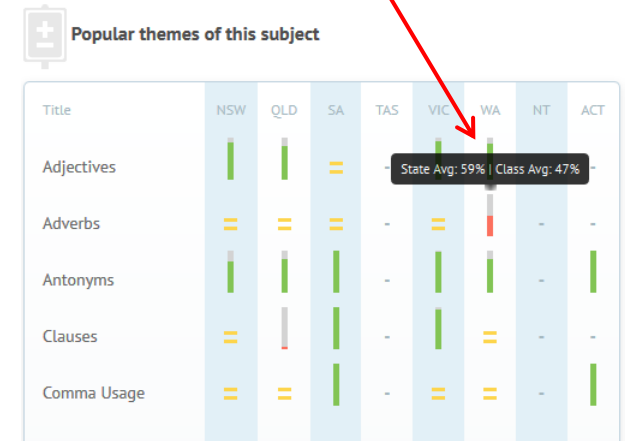 Popular themes of this subject
Title NSW QLD SA TAS VIC WA NT ACT
Adjectives = - -
State Avg: 59% | Class Avg: 47%
Adverbs = = = - = - -
Antonyms - -
Clauses = - = - -
Comma Usage = = - = = -